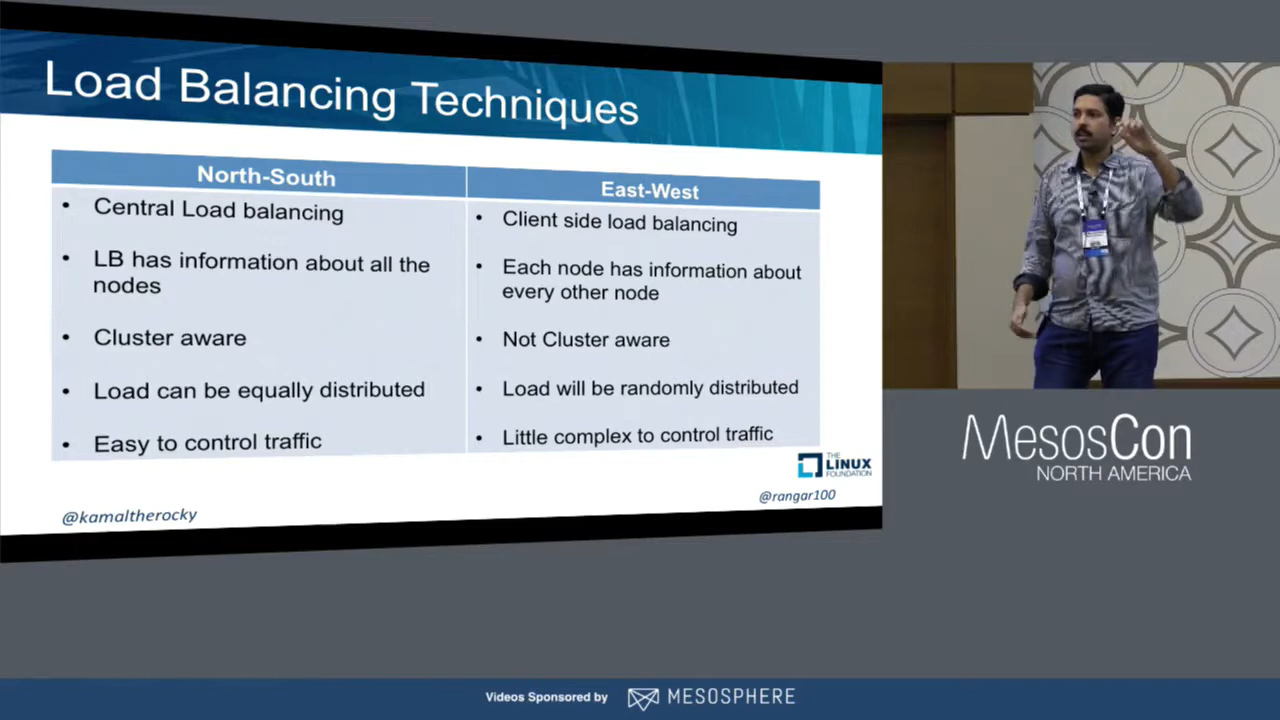 Load Balancing Techniques
North-South
• Central Load balancing
• LB has information about all the
nodes
• Cluster aware
• Load can be equally distributed
• Easy to control traffic
East-West
• Client side load balancing
• Each node has information about
every other node
• Not Cluster aware
• Load will be randomly distributed
• Little complex to control traffic
THE
LINUX
FOUNDATION
@rangar100
@kamaltherocky
MesosCon
NORTH AMERICA
Videos Sponsored by MESOSPHERE